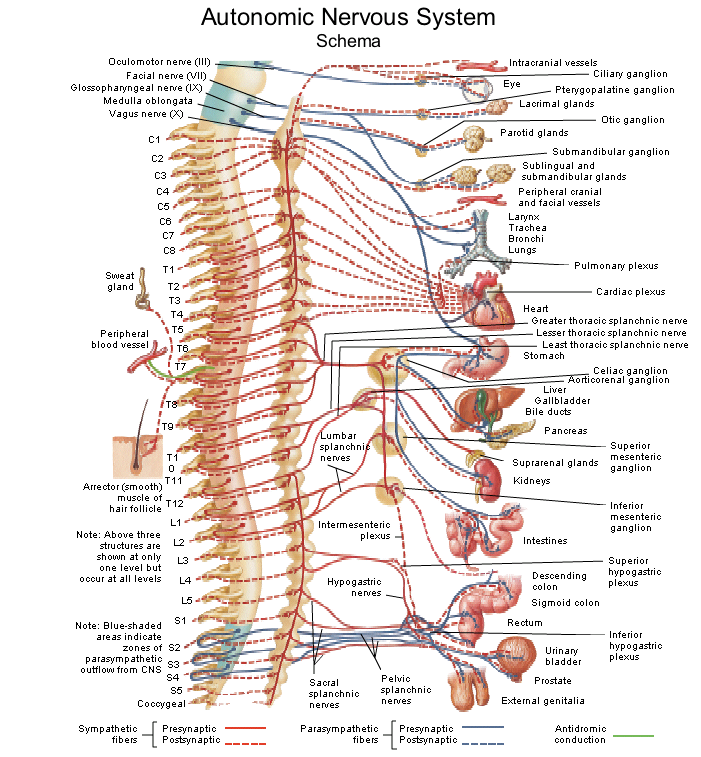 Autonomic Nervous System
Schema
Oculomotor nerve (III)
Facial nerve (VII)
Glossopharyngeal nerve (IX)
Medulla oblongata
Vagus nerve (X)
C1
C2
C3
C4
C5
C6
C7
C8
T1
T2
T3
T4
T5
T6
T7
T8
T9
T1
0
T11
T12
L1
L2
L3
L4
L5
S1
S2
S3
S4
S5
Coccygeal
Sweat
gland
Peripheral
blood vessel
Arrector (smooth)
muscle of
hair follicle
Note: Above three
structures are
shown at only
one level but
occur at all levels
Note: Blue-shaded
areas indicate
zones of
parasympathetic
outflow from CNS
Intracranial vessels
Ciliary ganglion
Eye
Pterygopalatine ganglion
Lacrimal glands
Otic ganglion
Parotid glands
Submandibular ganglion
Sublingual and
submandibular glands
Peripheral cranial
and facial vessels
Larynx
Trachea
Bronchi
Lungs
Pulmonary plexus
Cardiac plexus
Heart
Greater thoracic splanchnic nerve
Lesser thoracic splanchnic nerve
Least thoracic splanchnic nerve
Stomach
Celiac ganglion
Aorticorenal ganglion
Liver
Gallbladder
Bile ducts
Pancreas
Superior
mesenteric
ganglion
Suprarenal glands
Kidneys
Lumbar
splanchnic
nerves
Inferior
mesenteric
ganglion
Intermesenteric
plexus
Intestines
Superior
hypogastric
plexus
Hypogastric
nerves
Descending
colon
Sigmoid colon
Rectum
Inferior
hypogastric
plexus
Urinary
bladder
Prostate
External genitalia
Sacral
splanchnic
nerves
Pelvic
splanchnic
nerves
Sympathetic
fibers
Presynaptic
Postsynaptic
Parasympathetic
fibers
Presynaptic
Postsynaptic
Antidromic
conduction